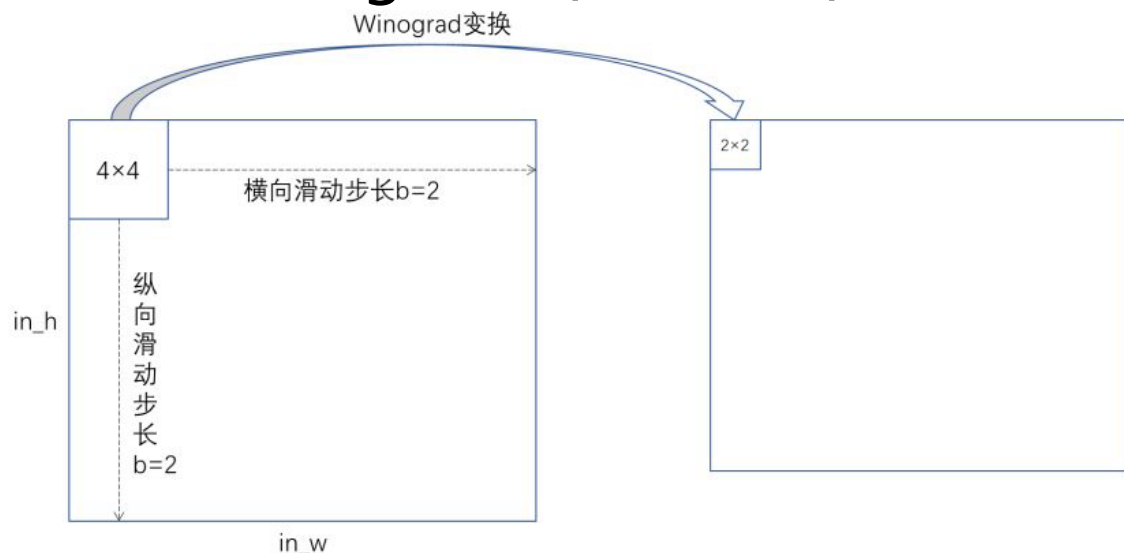 Winograd变换
4×4
2×2
横向滑动步长b=2
纵
向
滑
动
步
长
b=2
in_h
in_w